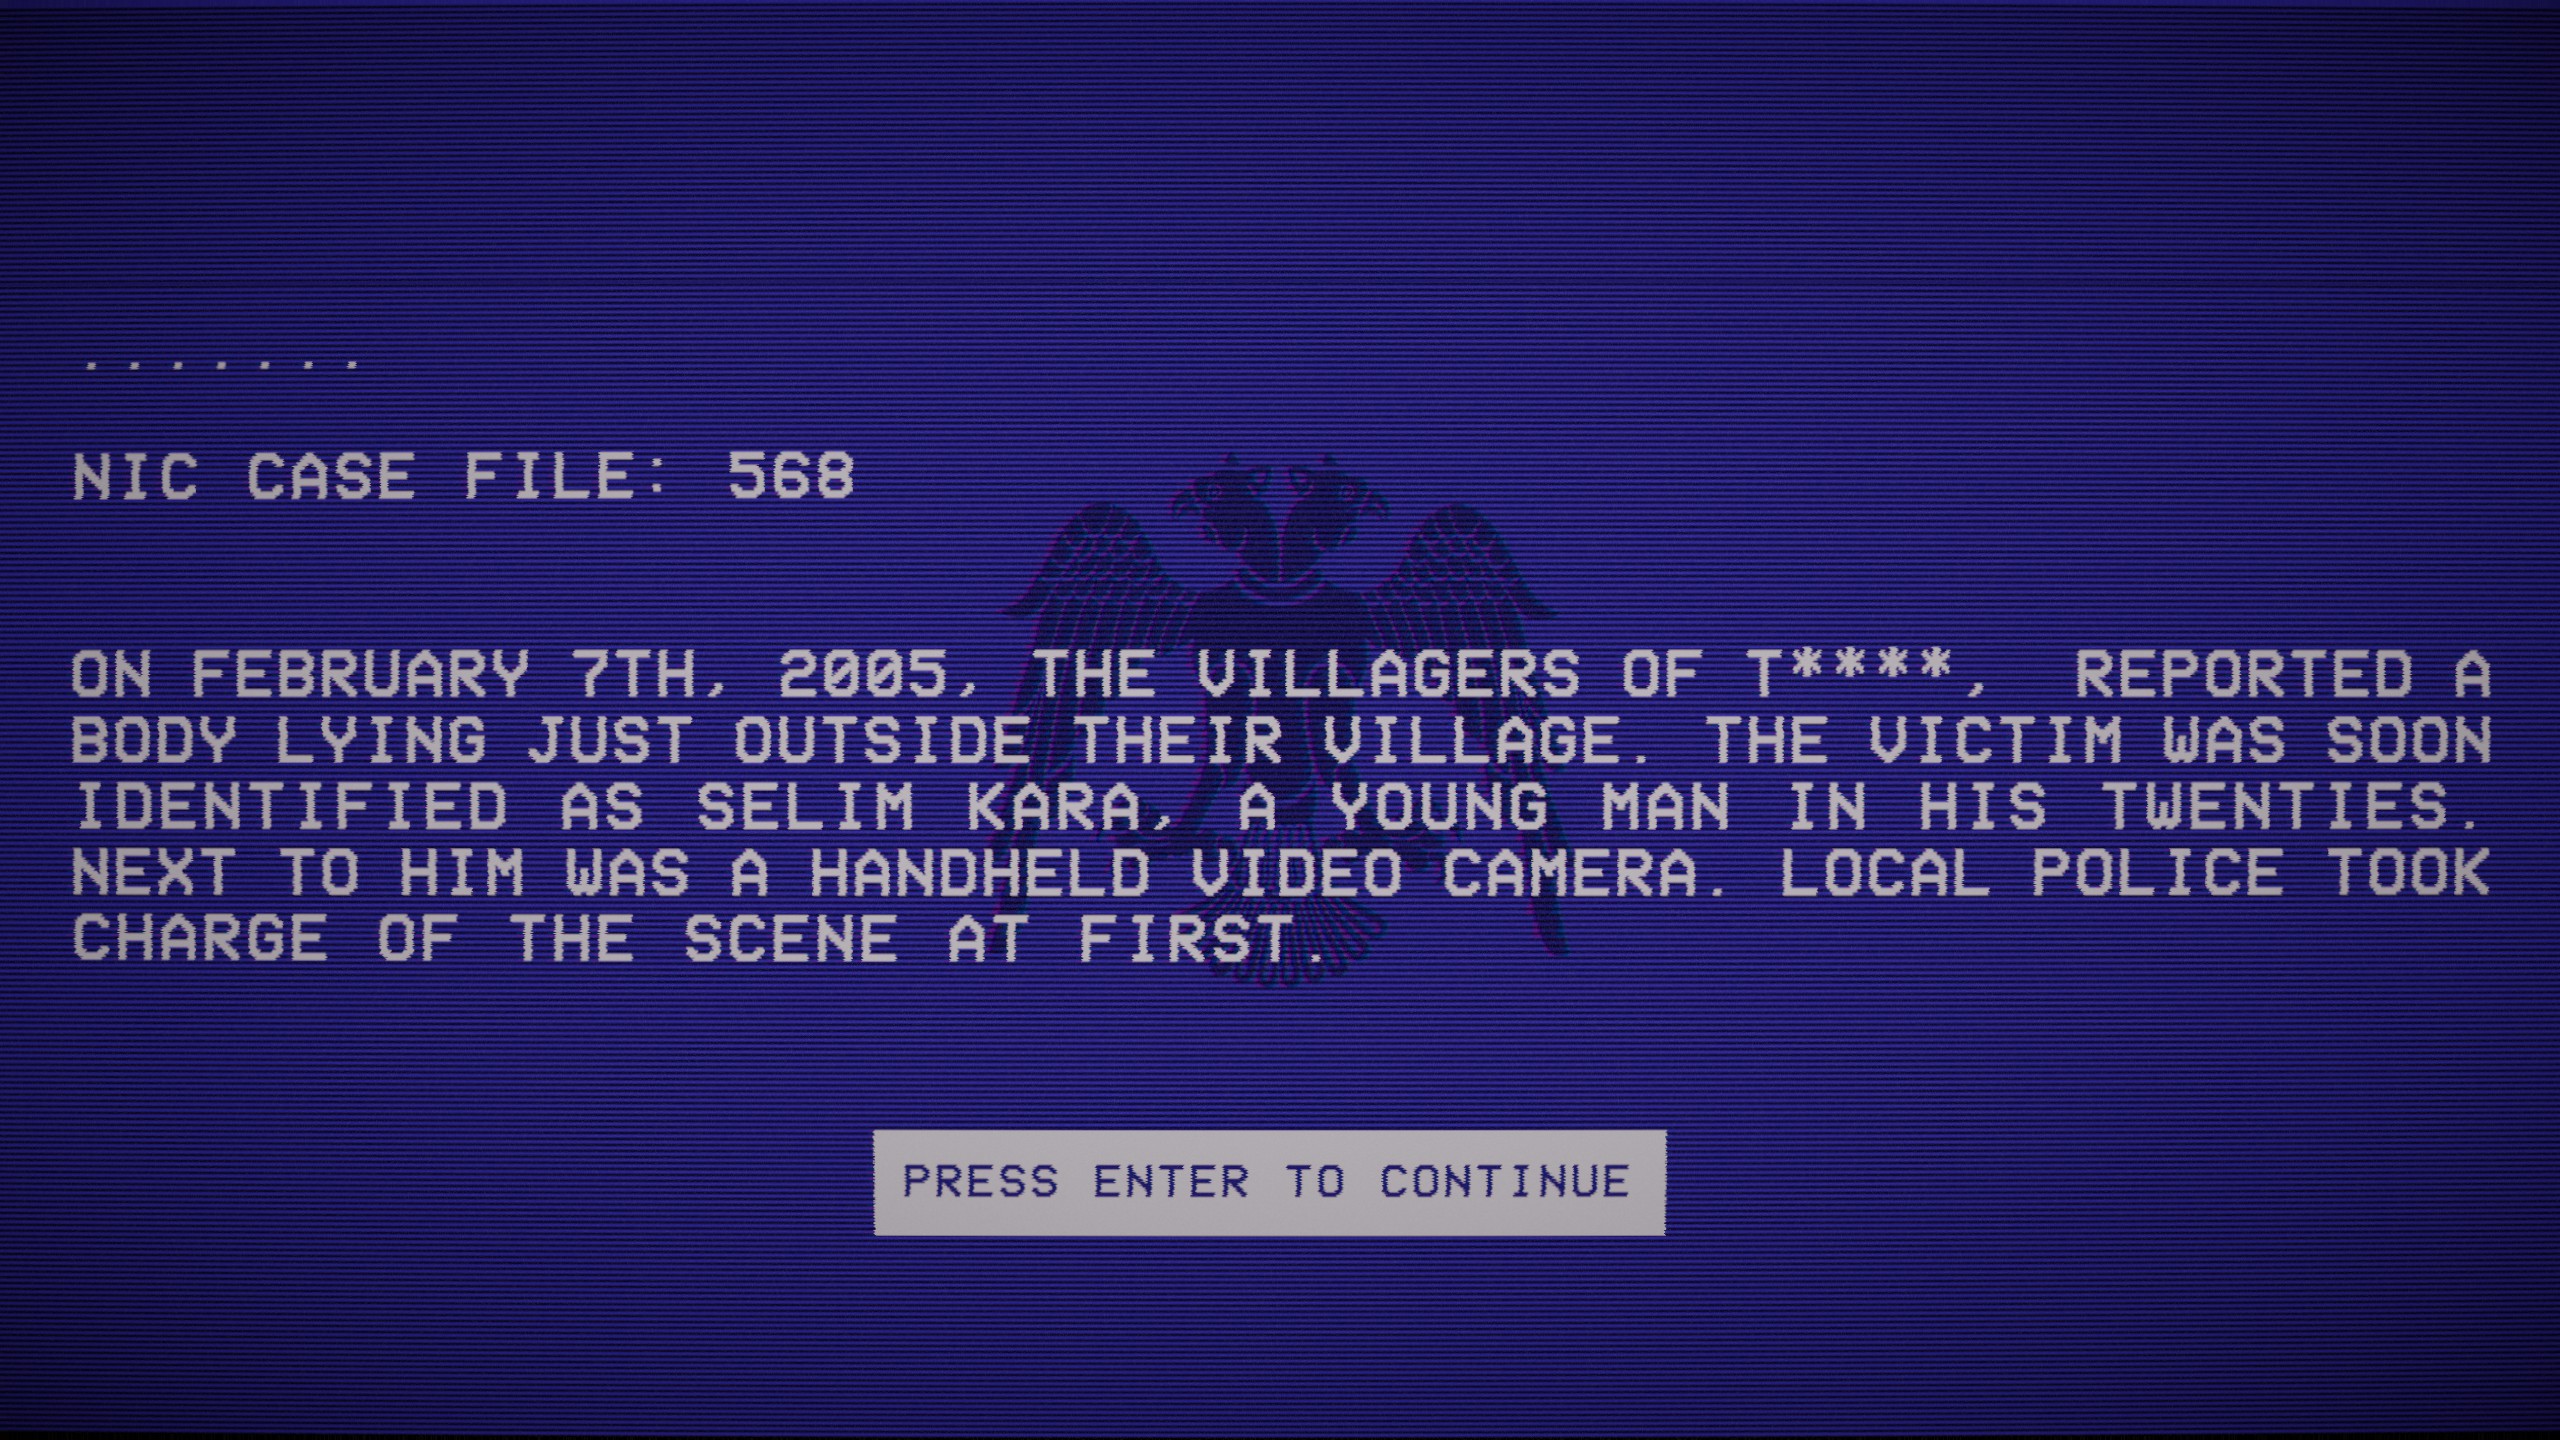 .......
NIC CASE FILE: 568
ON FEBRUARY 7TH, 2005, THE VILLAGERS OF T****,  REPORTED A
BODY LYING JUST OUTSIDE THEIR VILLAGE. THE VICTIM WAS SOON
IDENTIFIED AS SELIM KARA, A YOUNG MAN IN HIS TWENTIES.
NEXT TO HIM WAS A HANDHELD VIDEO CAMERA. LOCAL POLICE TOOK
CHARGE OF THE SCENE AT FIRST.
PRESS ENTER TO CONTINUE